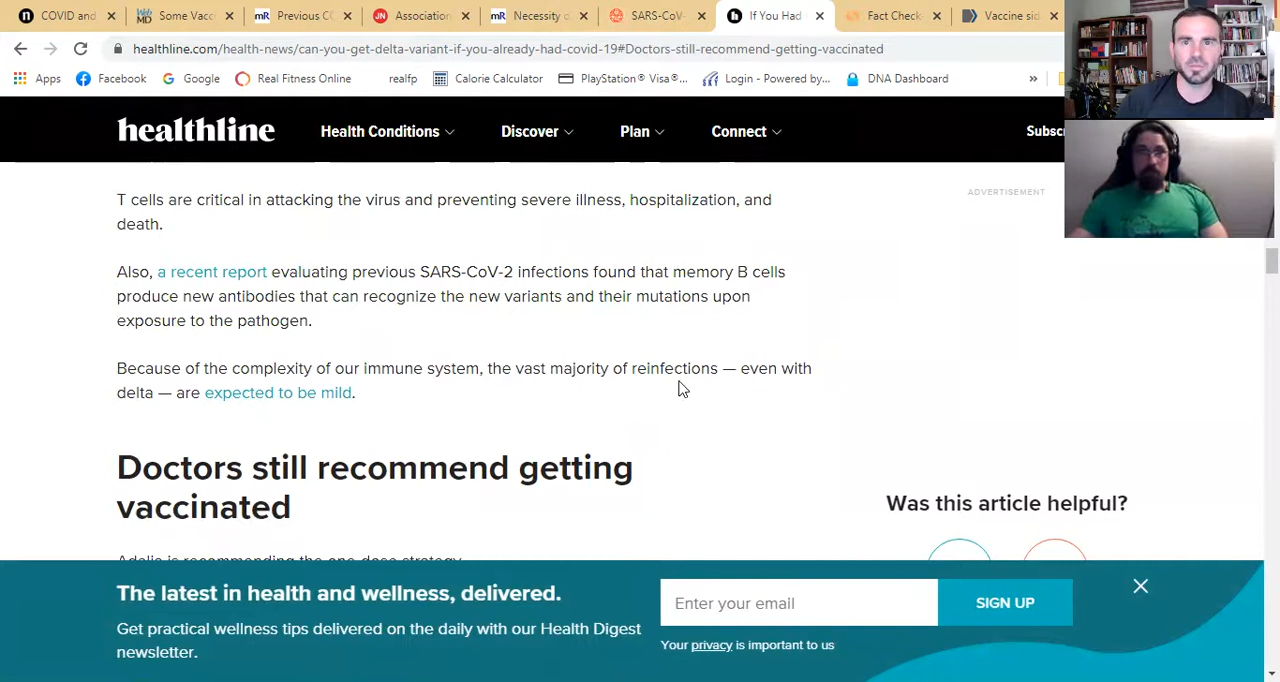 COVID and
Some Vacc
Previous CO
Association
Necessity o
SARS-CoV-
If You Had
Fact Check-
Vaccine sid
healthline.com/health-news/can-you-get-delta-variant-if-you-already-had-covid-19#Doctors-still-recommend-getting-vaccinated
Apps Facebook Google Real Fitness Online realfp Calorie Calculator PlayStation® Visa®... Login - Powered by... DNA Dashboard »
healthline Health Conditions Discover Plan Connect Subsc
ADVERTISEMENT
T cells are critical in attacking the virus and preventing severe illness, hospitalization, and
death.
Also, a recent report evaluating previous SARS-CoV-2 infections found that memory B cells
produce new antibodies that can recognize the new variants and their mutations upon
exposure to the pathogen.
Because of the complexity of our immune system, the vast majority of reinfections — even with
delta — are expected to be mild.
Doctors still recommend getting
vaccinated
Was this article helpful?
Adalja is recommending the one-dose strategy
The latest in health and wellness, delivered.
Get practical wellness tips delivered on the daily with our Health Digest
newsletter.
Enter your email
SIGN UP
Your privacy is important to us